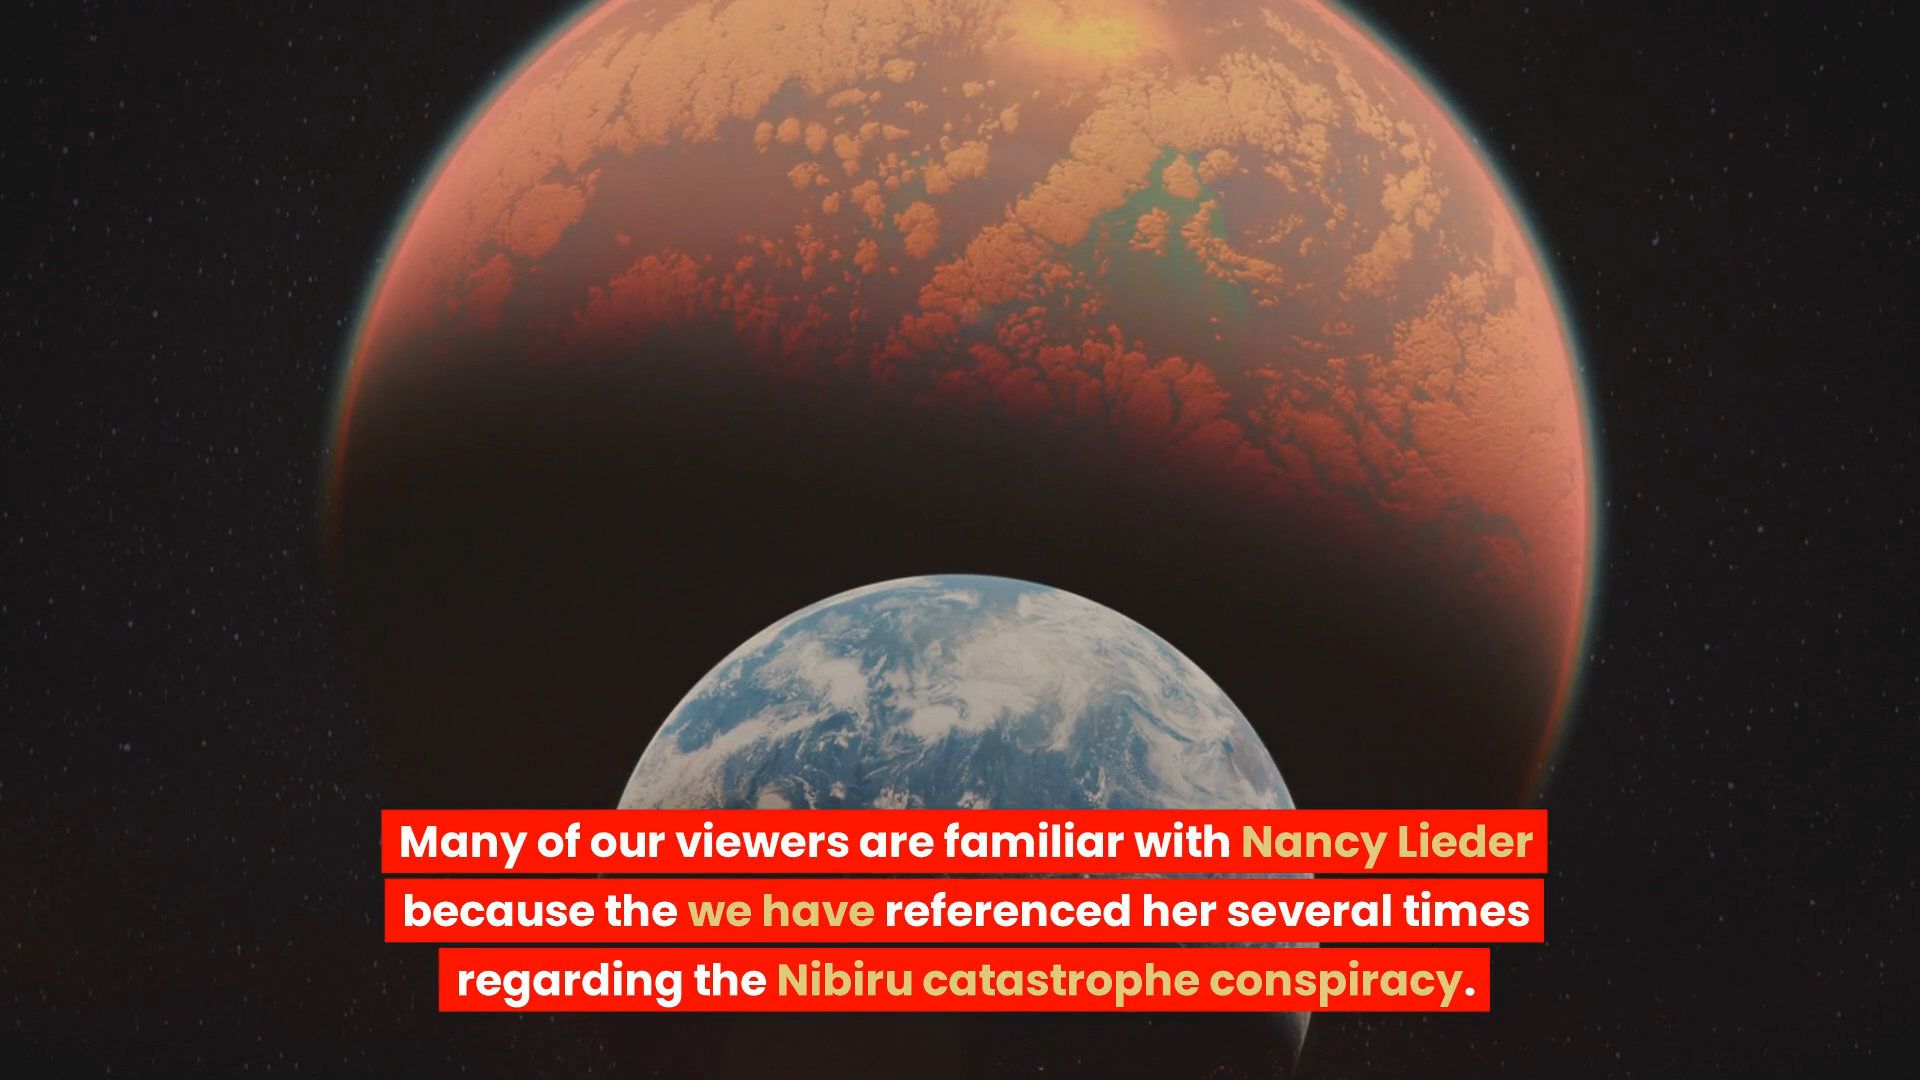 Many of our viewers are familiar with Nancy Lieder
because the we have referenced her several times
regarding the Nibiru catastrophe conspiracy.